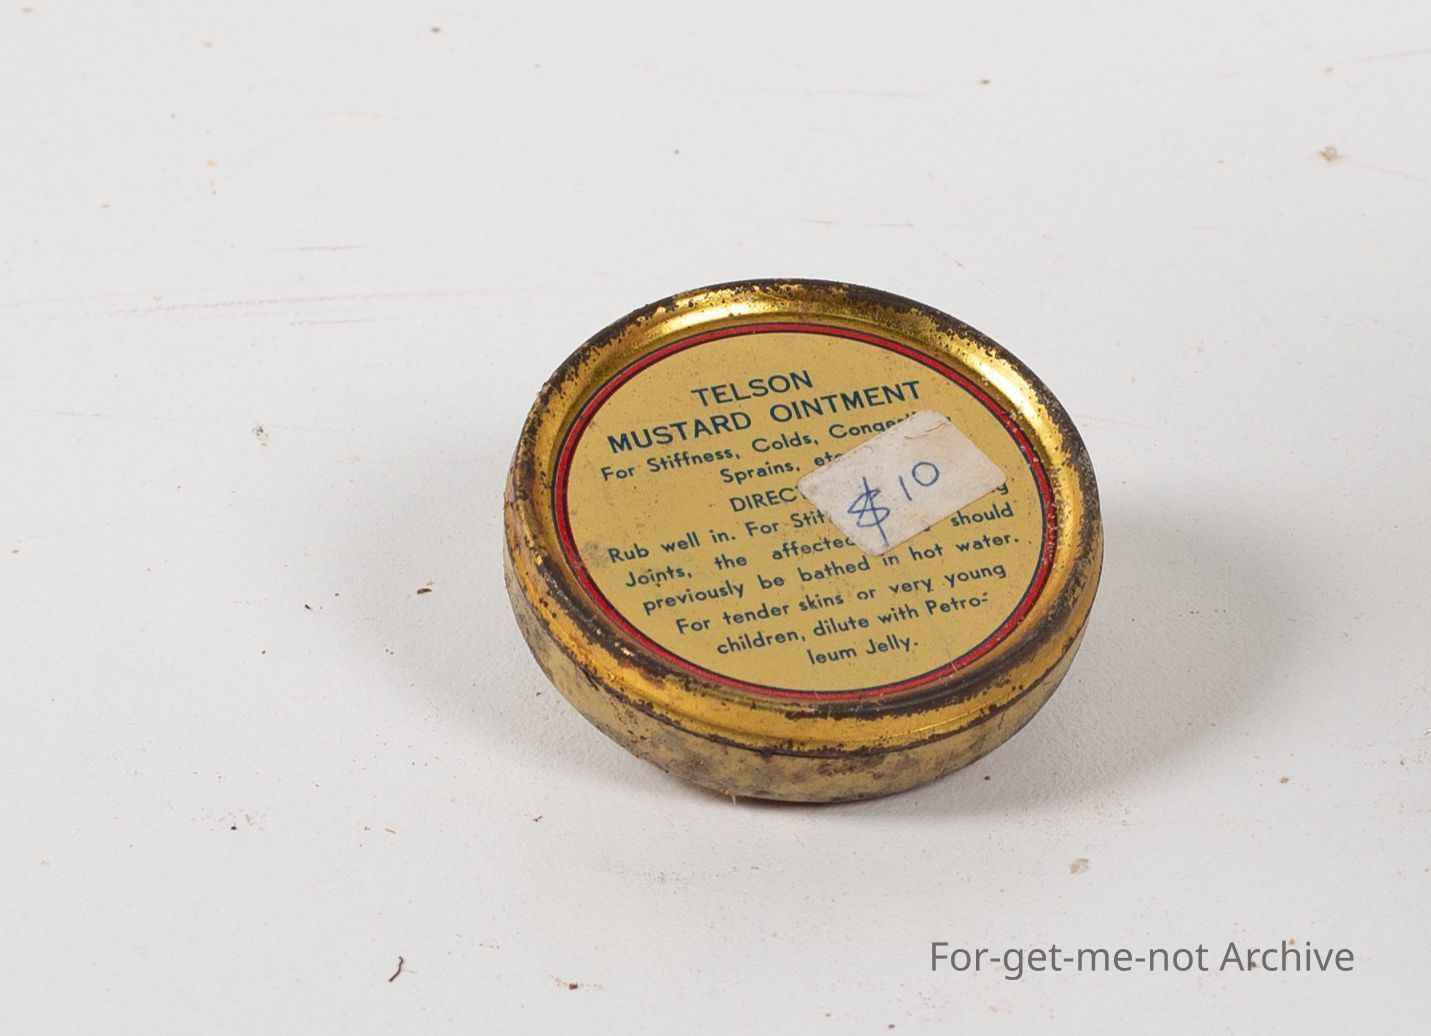 TELSON
MUSTARD OINTMENT
For Stiffness, Colds,
Sprains,
$10
Rub well in. For
Joints, the affected should
previously be bathed in hot water.
For tender skins or very young
children, dilute with Petro-
leum Jelly.
For-get-me-not Archive